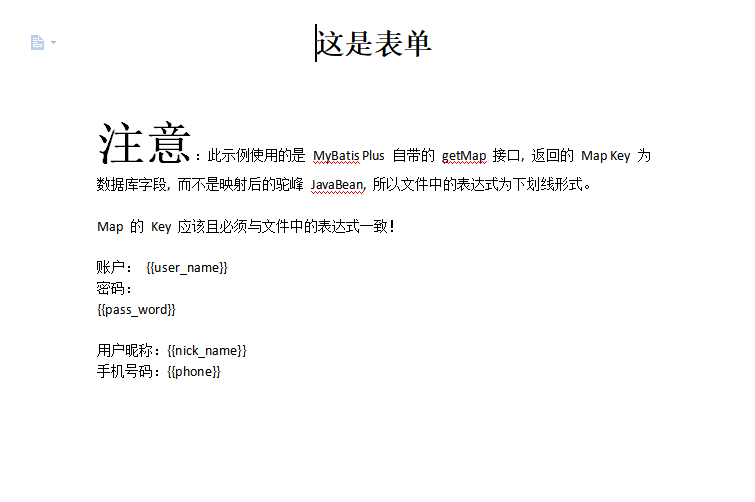 这是表单
注意:此示例使用的是 MyBatis Plus 自带的 getMap 接口, 返回的 Map Key 为
数据库字段, 而不是映射后的驼峰 JavaBean, 所以文件中的表达式为下划线形式。
Map 的 Key 应该且必须与文件中的表达式一致!
账户: {{user_name}}
密码:
{{pass_word}}
用户昵称:{{nick_name}}
手机号码:{{phone}}